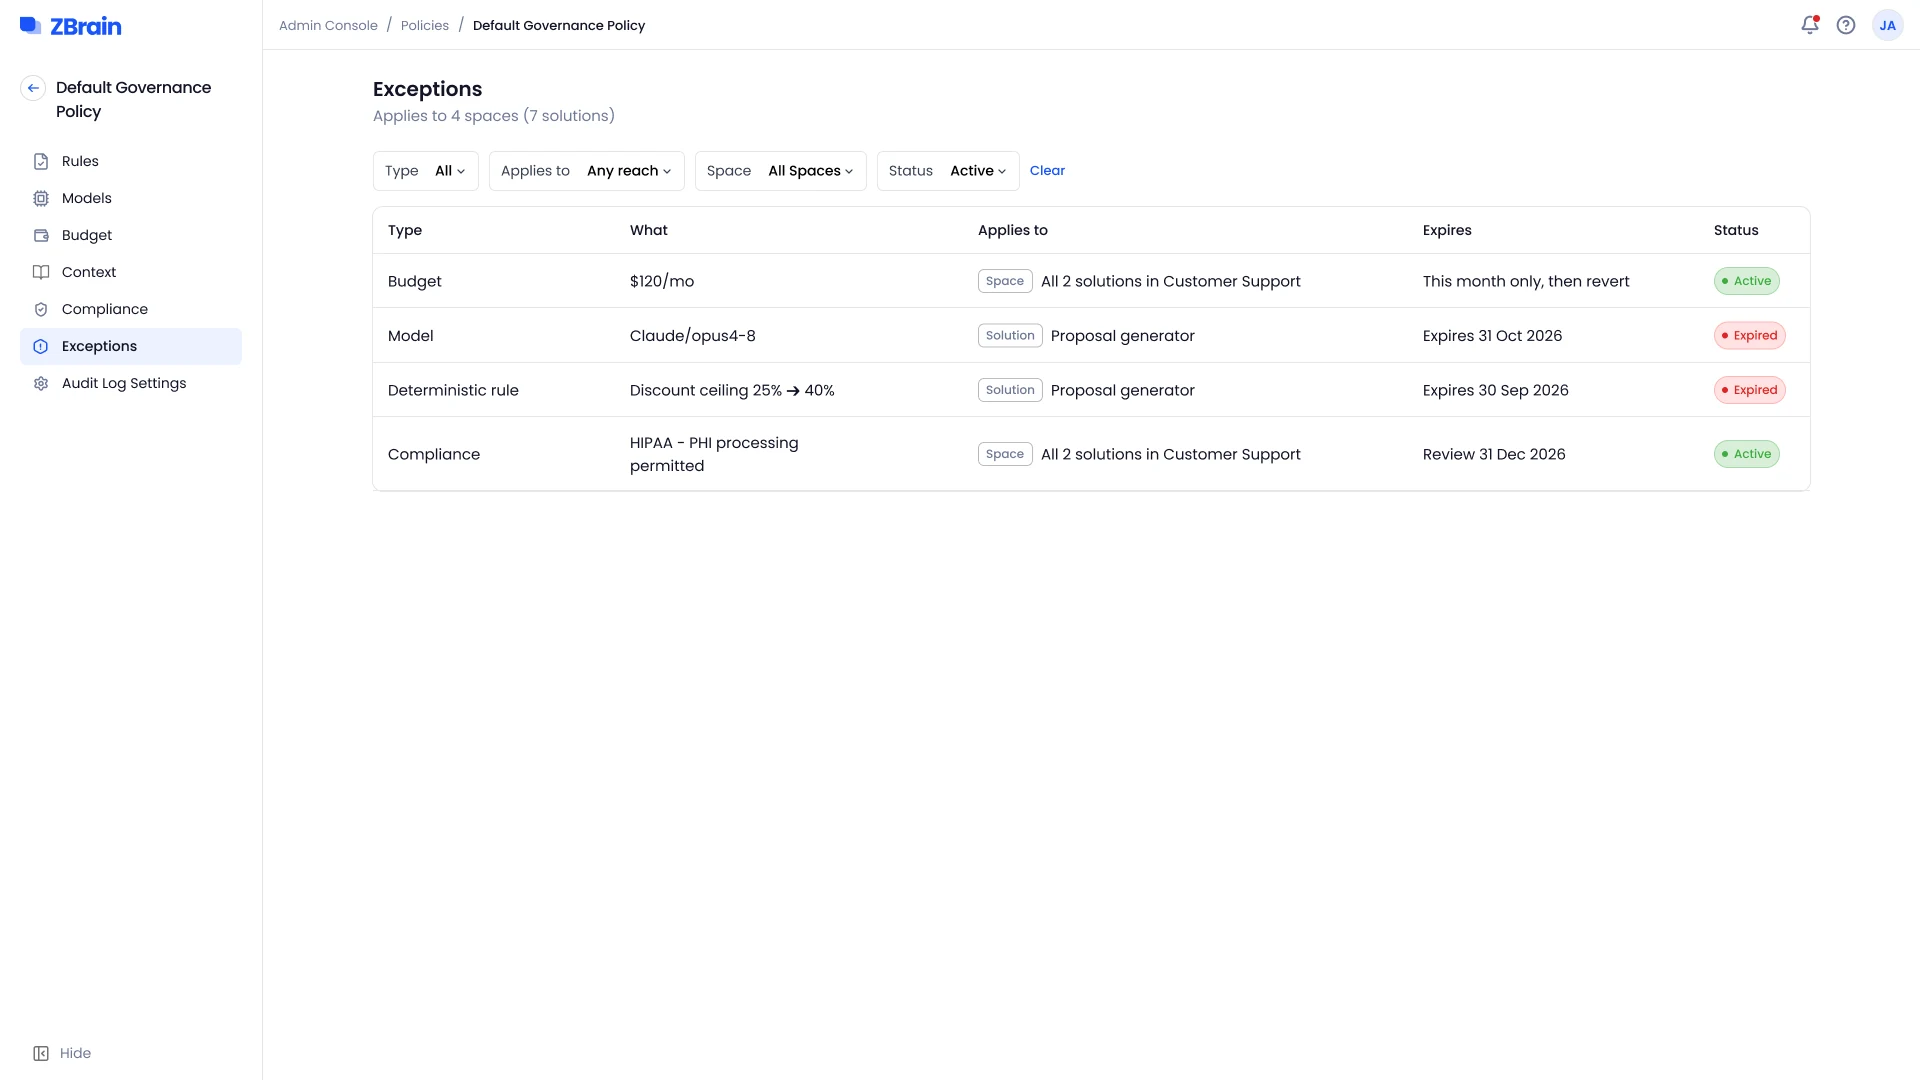 ZBrain
Admin Console / Policies / Default Governance Policy
JA
Default Governance
Policy
Rules
Models
Budget
Context
Compliance
Exceptions
Audit Log Settings
Hide
Exceptions
Applies to 4 spaces (7 solutions)
Type All
Applies to Any reach
Space All Spaces
Status Active
Clear
Type What Applies to Expires Status
Budget $120/mo Space All 2 solutions in Customer Support This month only, then revert Active
Model Claude/opus4-8 Solution Proposal generator Expires 31 Oct 2026 Expired
Deterministic rule Discount ceiling 25% → 40% Solution Proposal generator Expires 30 Sep 2026 Expired
Compliance HIPAA - PHI processing
permitted Space All 2 solutions in Customer Support Review 31 Dec 2026 Active